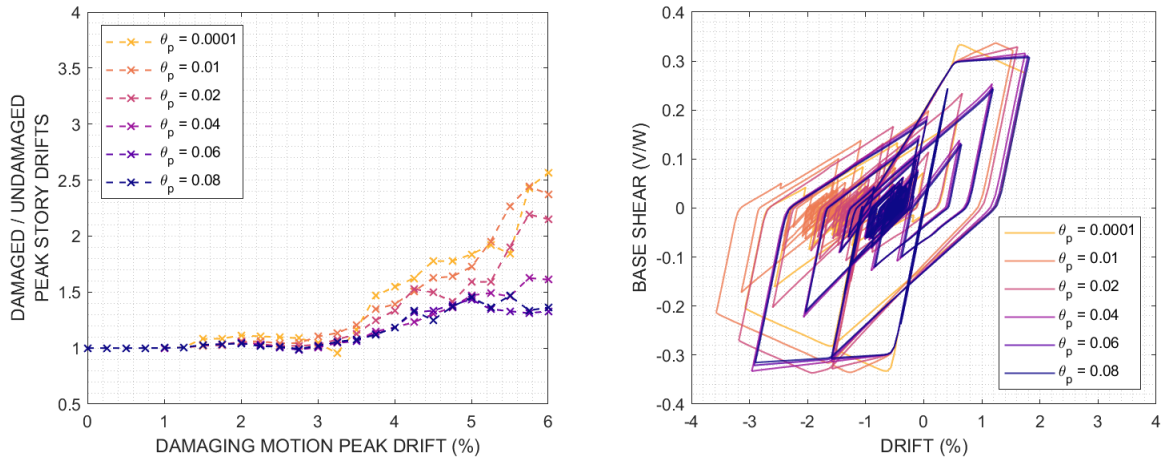 4
3.5
3
2.5
2
1.5
1
0.5
DAMAGED / UNDAMAGED
PEAK STORY DRIFTS
θp = 0.0001
θp = 0.01
θp = 0.02
θp = 0.04
θp = 0.06
θp = 0.08
0 1 2 3 4 5 6
DAMAGING MOTION PEAK DRIFT (%)
0.4
0.3
0.2
0.1
0
-0.1
-0.2
-0.3
-0.4
BASE SHEAR (V/W)
θp = 0.0001
θp = 0.01
θp = 0.02
θp = 0.04
θp = 0.06
θp = 0.08
-4 -3 -2 -1 0 1 2 3 4
DRIFT (%)